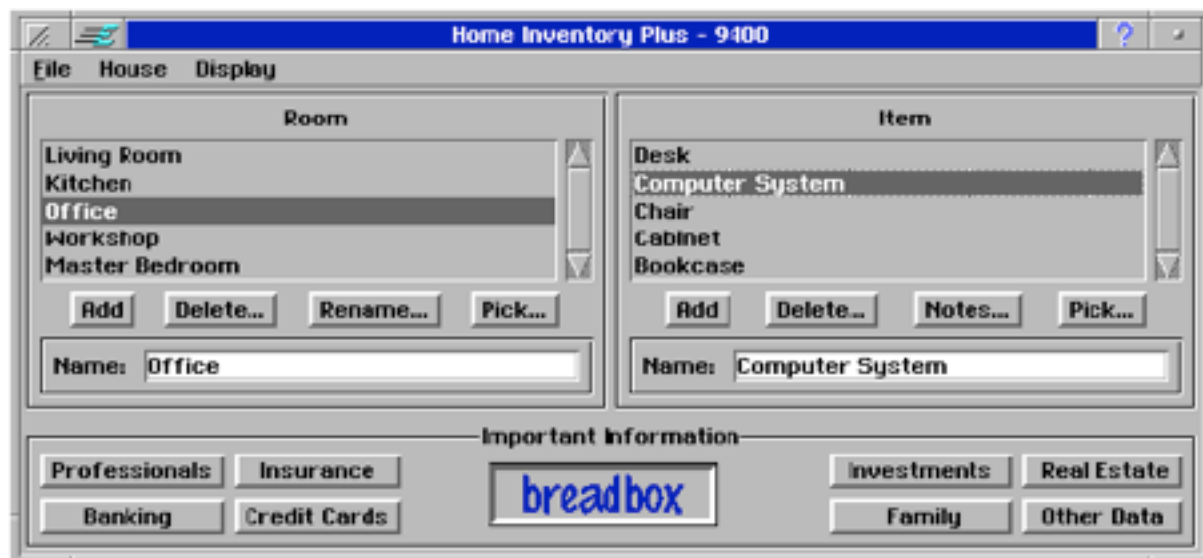 Home Inventory Plus - 9400
File House Display
Room
Living Room
Kitchen
Office
Workshop
Master Bedroom
Add Delete... Rename... Pick...
Name: Office
Item
Desk
Computer System
Chair
Cabinet
Bookcase
Add Delete... Notes... Pick...
Name: Computer System
Important Information
Professionals Insurance
Banking Credit Cards
breadbox
Investments Real Estate
Family Other Data